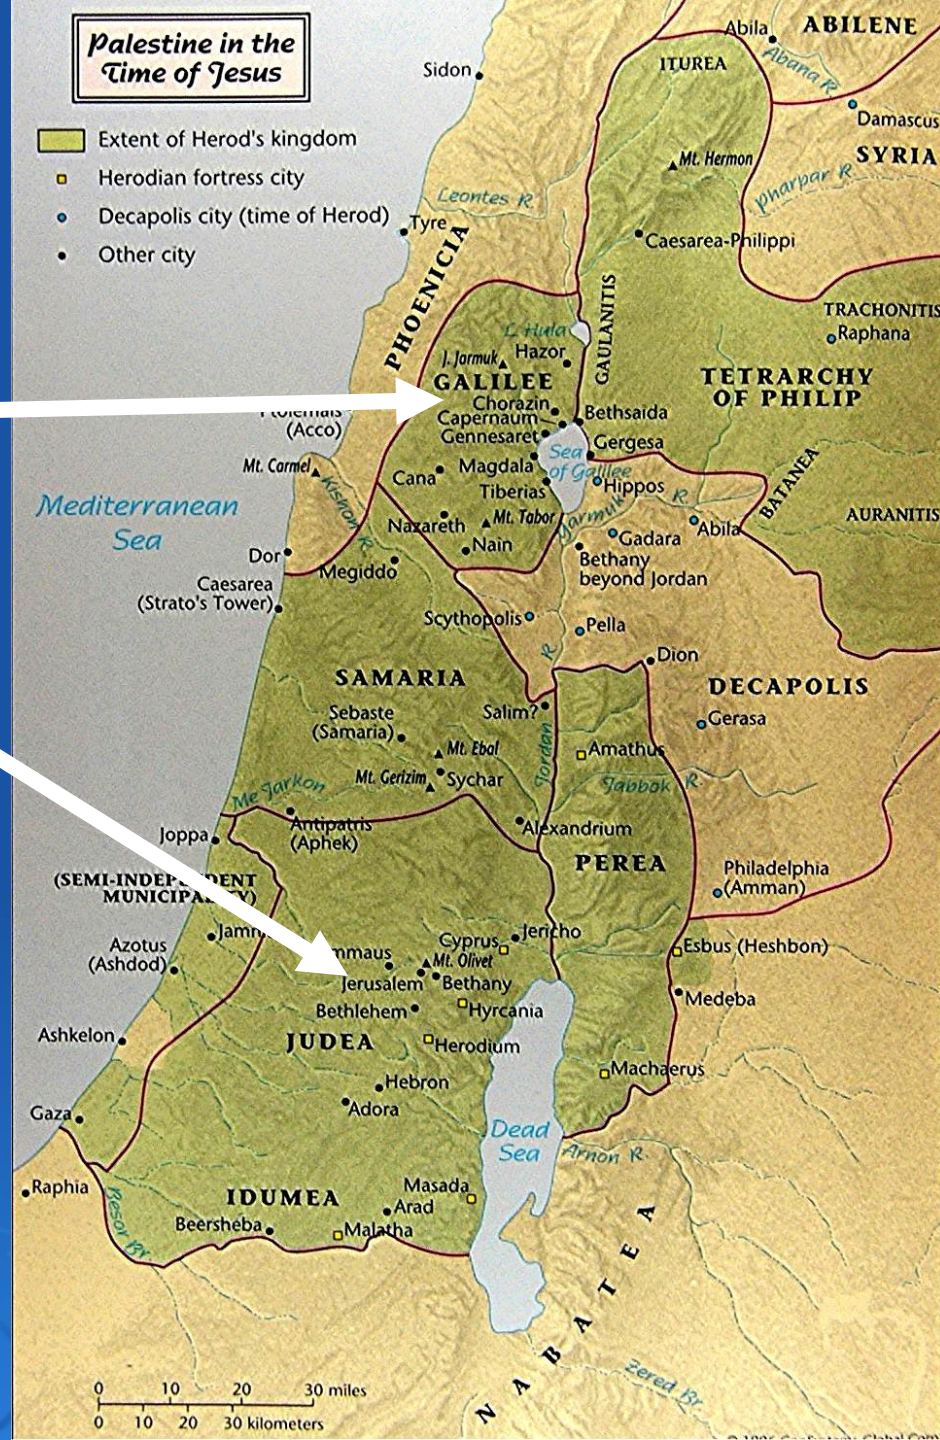 Palestine in the
Time of Jesus
Extent of Herod's kingdom
Herodian fortress city
Decapolis city (time of Herod)
Other city
Abila
ABILENE
Abana R.
Sidon
ITUREA
Damascus
SYRIA
Mt. Hermon
Pharpar R.
Leontes R.
Tyre
Caesarea-Philippi
PHOENICIA
GAULANITIS
TRACHONITIS
Raphana
L. Hula
J. Jarmuk
Hazor
GALILEE
TETRARCHY
OF PHILIP
Chorazin
Capernaum
Bethsaida
Gennesaret
(Acco)
Gergesa
Sea
of Galilee
Mt. Carmel
Magdala
Cana
Tiberias
Hippos
BATANEA
Kishon R.
Mediterranean
Sea
Nazareth
Mt. Tabor
Yarmuk R.
Abila
AURANITIS
Gadara
Nain
Dor
Megiddo
Bethany
beyond Jordan
Caesarea
(Strato's Tower)
Scythopolis
Pella
Dion
SAMARIA
DECAPOLIS
Sebaste
(Samaria)
Salim?
Gerasa
Mt. Ebal
Amathus
Jordan R.
Mt. Gerizim
Sychar
Jabbok R.
Me Jarkon
Antipatris
(Aphek)
Joppa
Alexandrium
PEREA
Philadelphia
(Amman)
(SEMI-INDEPENDENT
MUNICIPALITY)
Cyprus
Jericho
Azotus
(Ashdod)
Mt. Olivet
Esbus (Heshbon)
Jerusalem
Bethany
Medeba
Bethlehem
Hyrcania
Ashkelon
JUDEA
Herodium
Machaerus
Hebron
Adora
Gaza
Dead
Sea
Arnon R.
Raphia
Besor Br.
IDUMEA
Masada
Arad
Beersheba
Malatha
NABATEA
Zered Br.
0 10 20 30 miles
0 10 20 30 kilometers